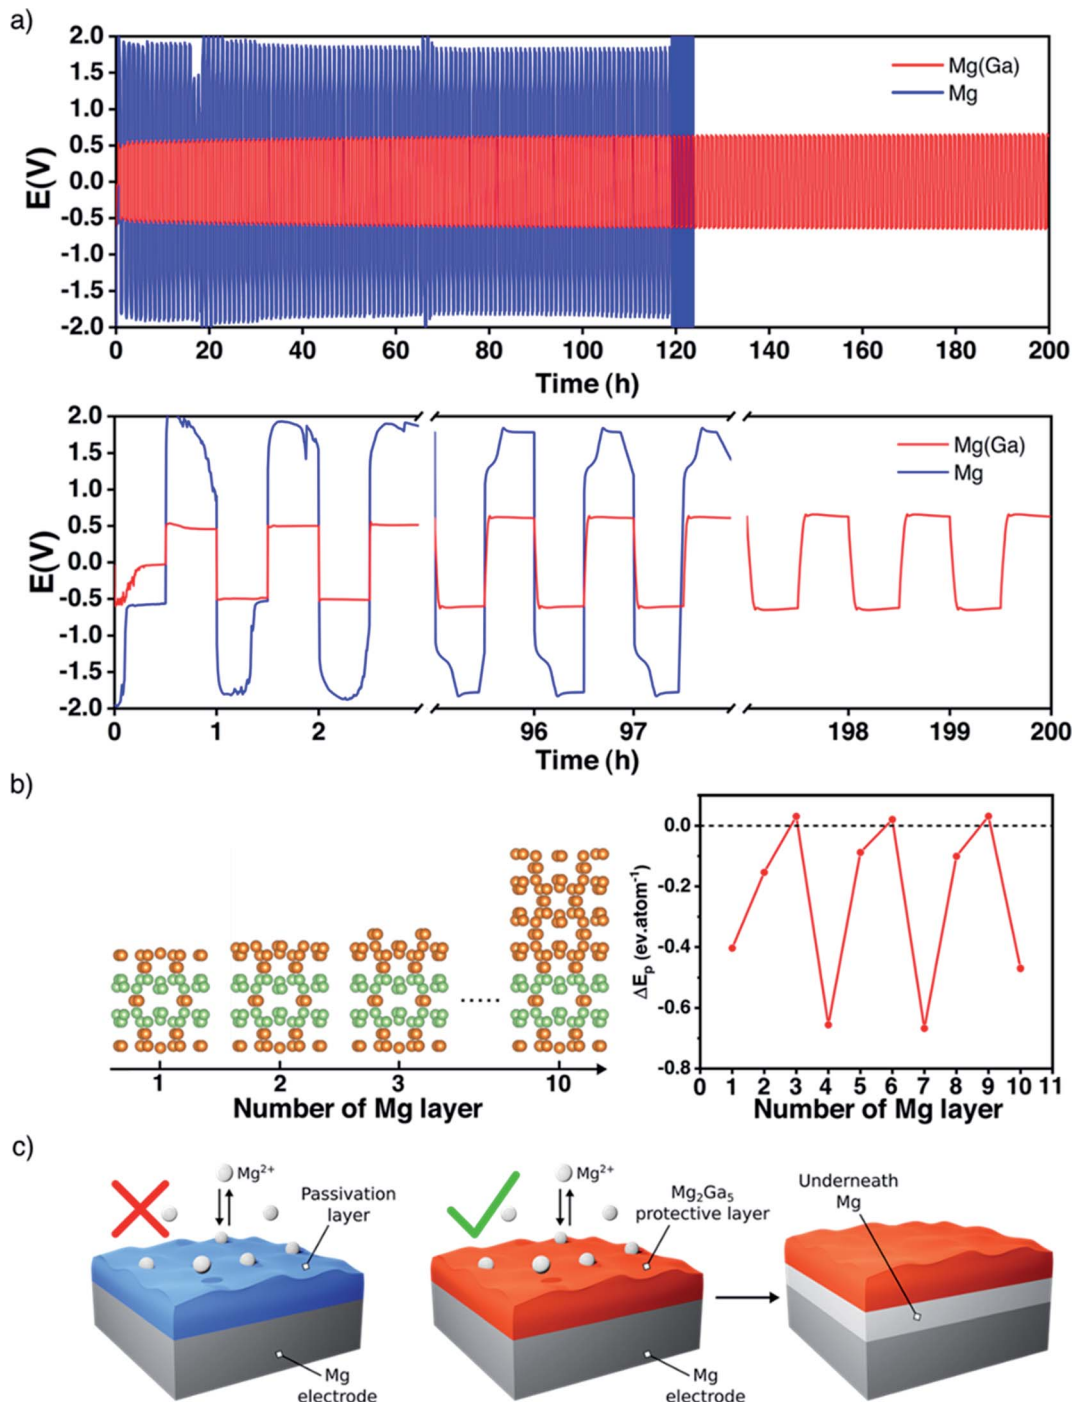 a)
2.0
1.5
1.0
0.5
0.0
-0.5
-1.0
-1.5
-2.0
E(V)
Mg(Ga)
Mg
0 20 40 60 80 100 120 140 160 180 200
Time (h)
2.0
1.5
1.0
0.5
0.0
-0.5
-1.0
-1.5
-2.0
E(V)
Mg(Ga)
Mg
0 1 2 96 97 198 199 200
Time (h)
b)
1 2 3 ..... 10
Number of Mg layer
0.0
-0.2
-0.4
-0.6
-0.8
ΔEp (ev.atom⁻¹)
0 1 2 3 4 5 6 7 8 9 10 11
Number of Mg layer
c)
Mg²⁺
Passivation
layer
Mg
electrode
Mg²⁺
Mg₂Ga₅
protective layer
Mg
electrode
Underneath
Mg